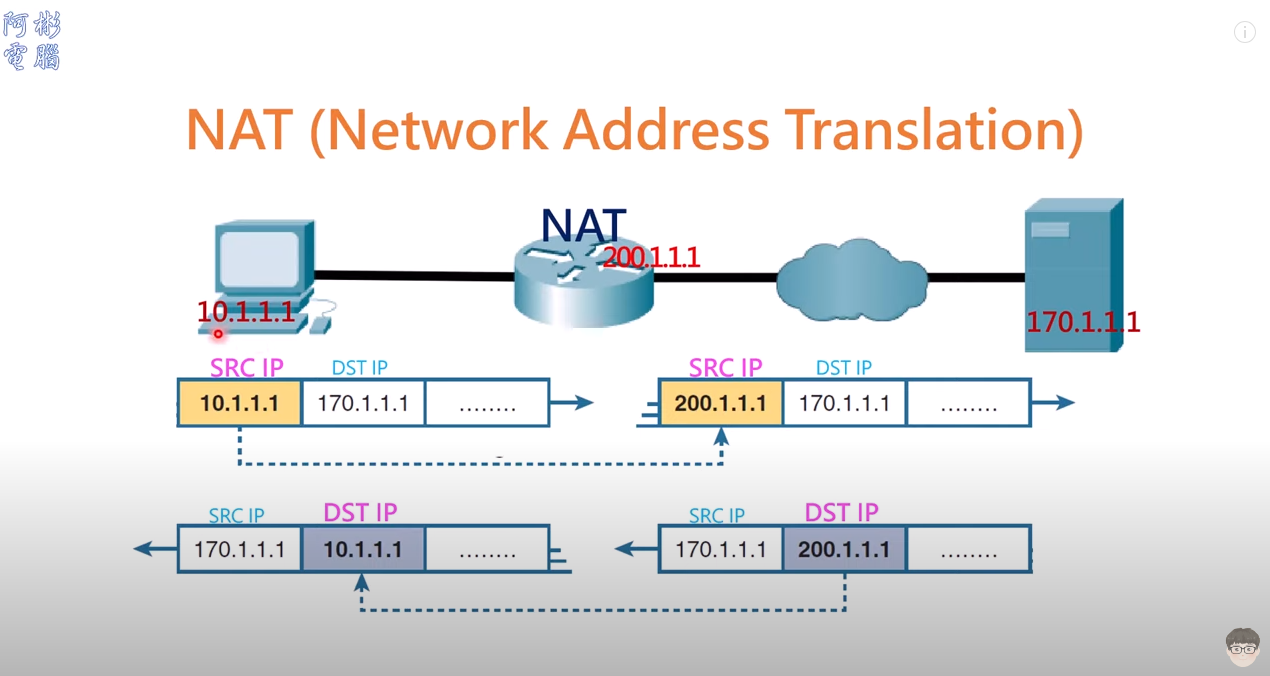 阿彬
電腦
NAT (Network Address Translation)
NAT
200.1.1.1
10.1.1.1
170.1.1.1
SRC IP DST IP
10.1.1.1 170.1.1.1 ........
SRC IP DST IP
200.1.1.1 170.1.1.1 ........
SRC IP DST IP
170.1.1.1 10.1.1.1 ........
SRC IP DST IP
170.1.1.1 200.1.1.1 ........